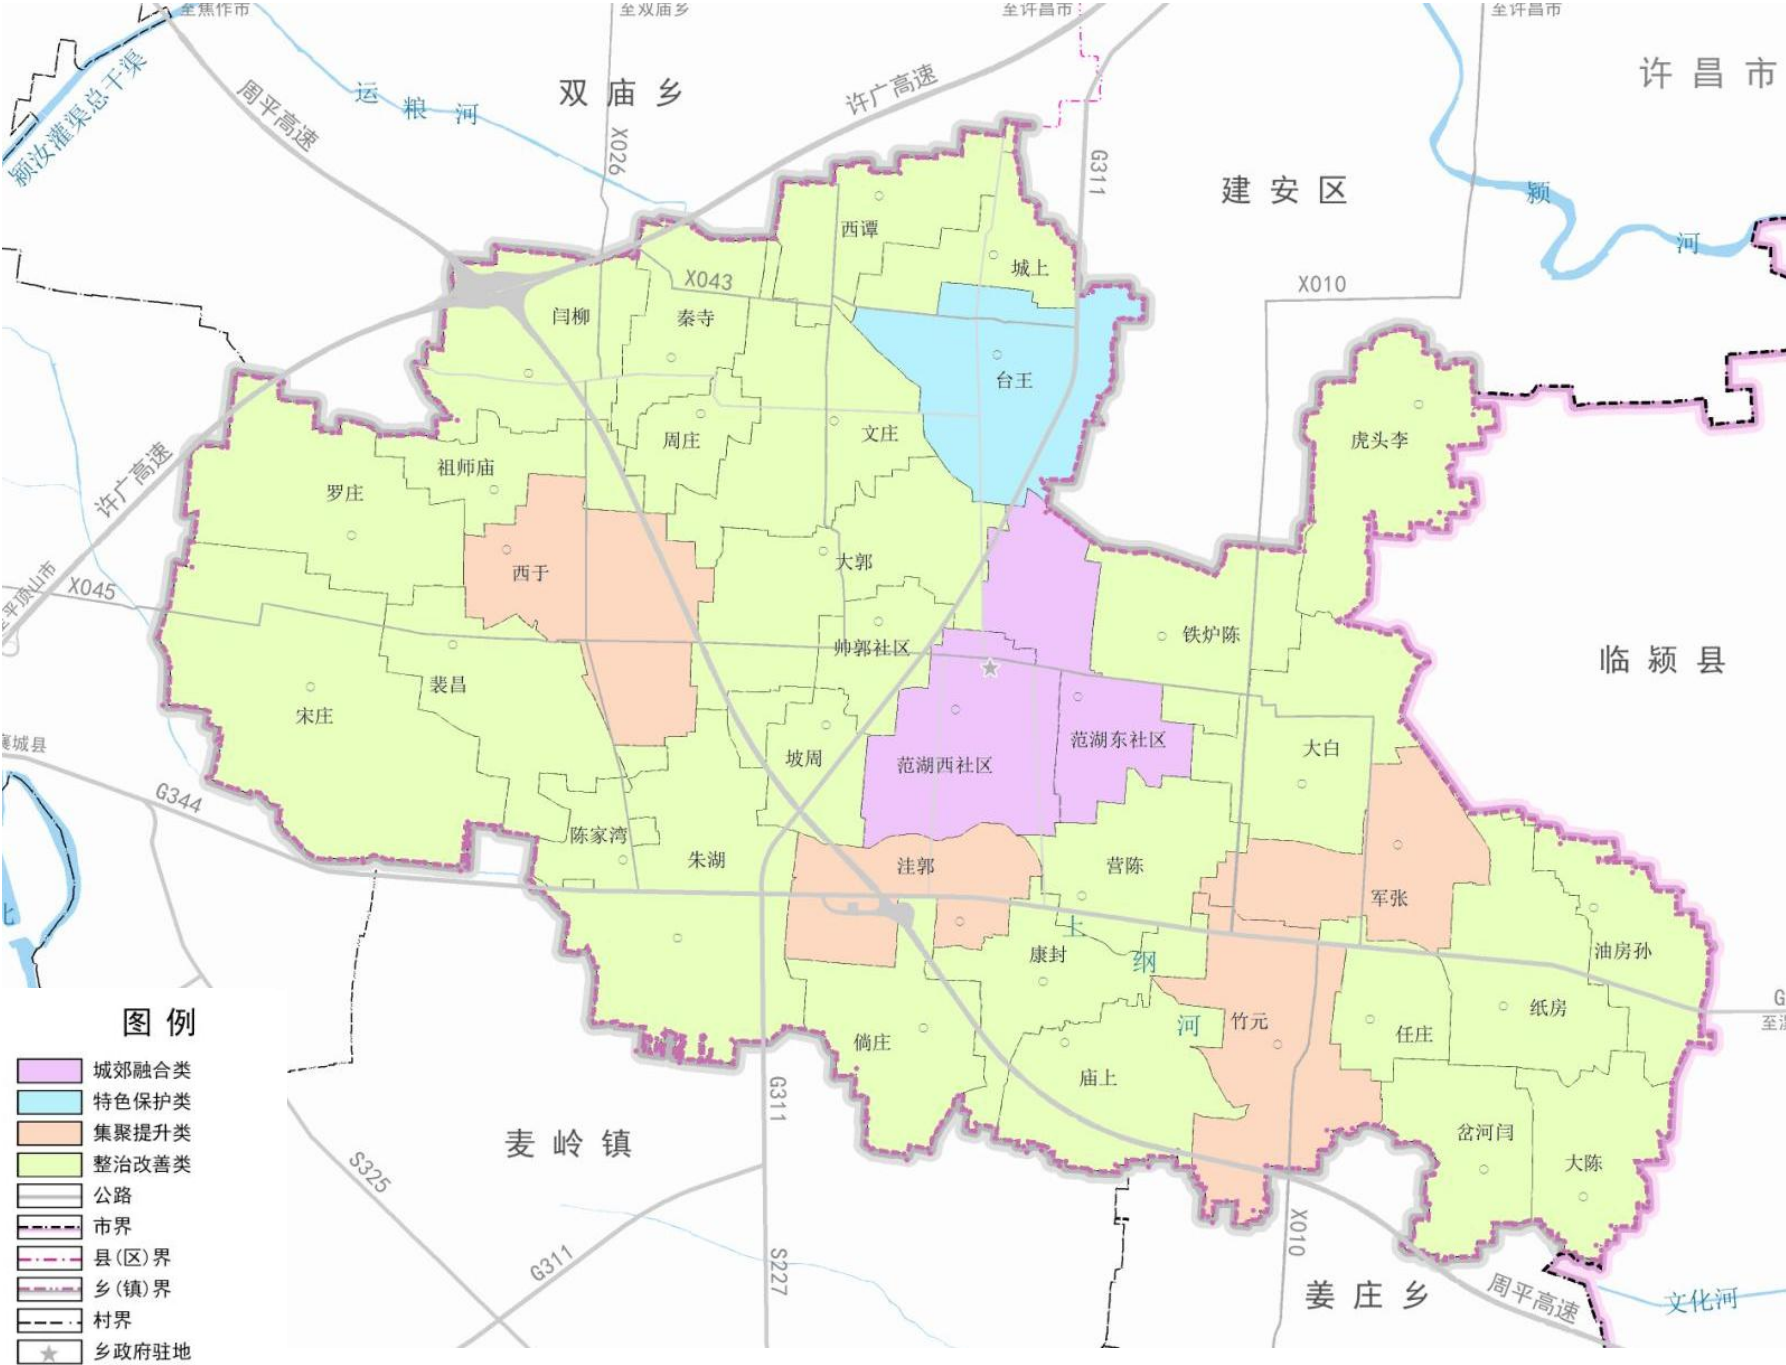 至焦作市
至双庙乡
至许昌市
至许昌市
许昌市
颍汝灌渠总干渠
周平高速
运粮河
双庙乡
许广高速
X026
G311
建安区
颍河
西谭
城上
X043
X010
闫柳
秦寺
台王
虎头李
周庄
文庄
祖师庙
罗庄
许广高速
西于
大郭
平顶山市
X045
铁炉陈
帅郭社区
临颍县
裴昌
宋庄
襄城县
坡周
范湖西社区
范湖东社区
大白
G344
陈家湾
朱湖
洼郭
营陈
军张
北
土纲河
康封
油房孙
纸房
G
竹元
任庄
倘庄
庙上
G311
麦岭镇
岔河闫
大陈
S325
G311
S227
X010
姜庄乡
周平高速
文化河
图例
城郊融合类
特色保护类
集聚提升类
整治改善类
公路
市界
县(区)界
乡(镇)界
村界
乡政府驻地